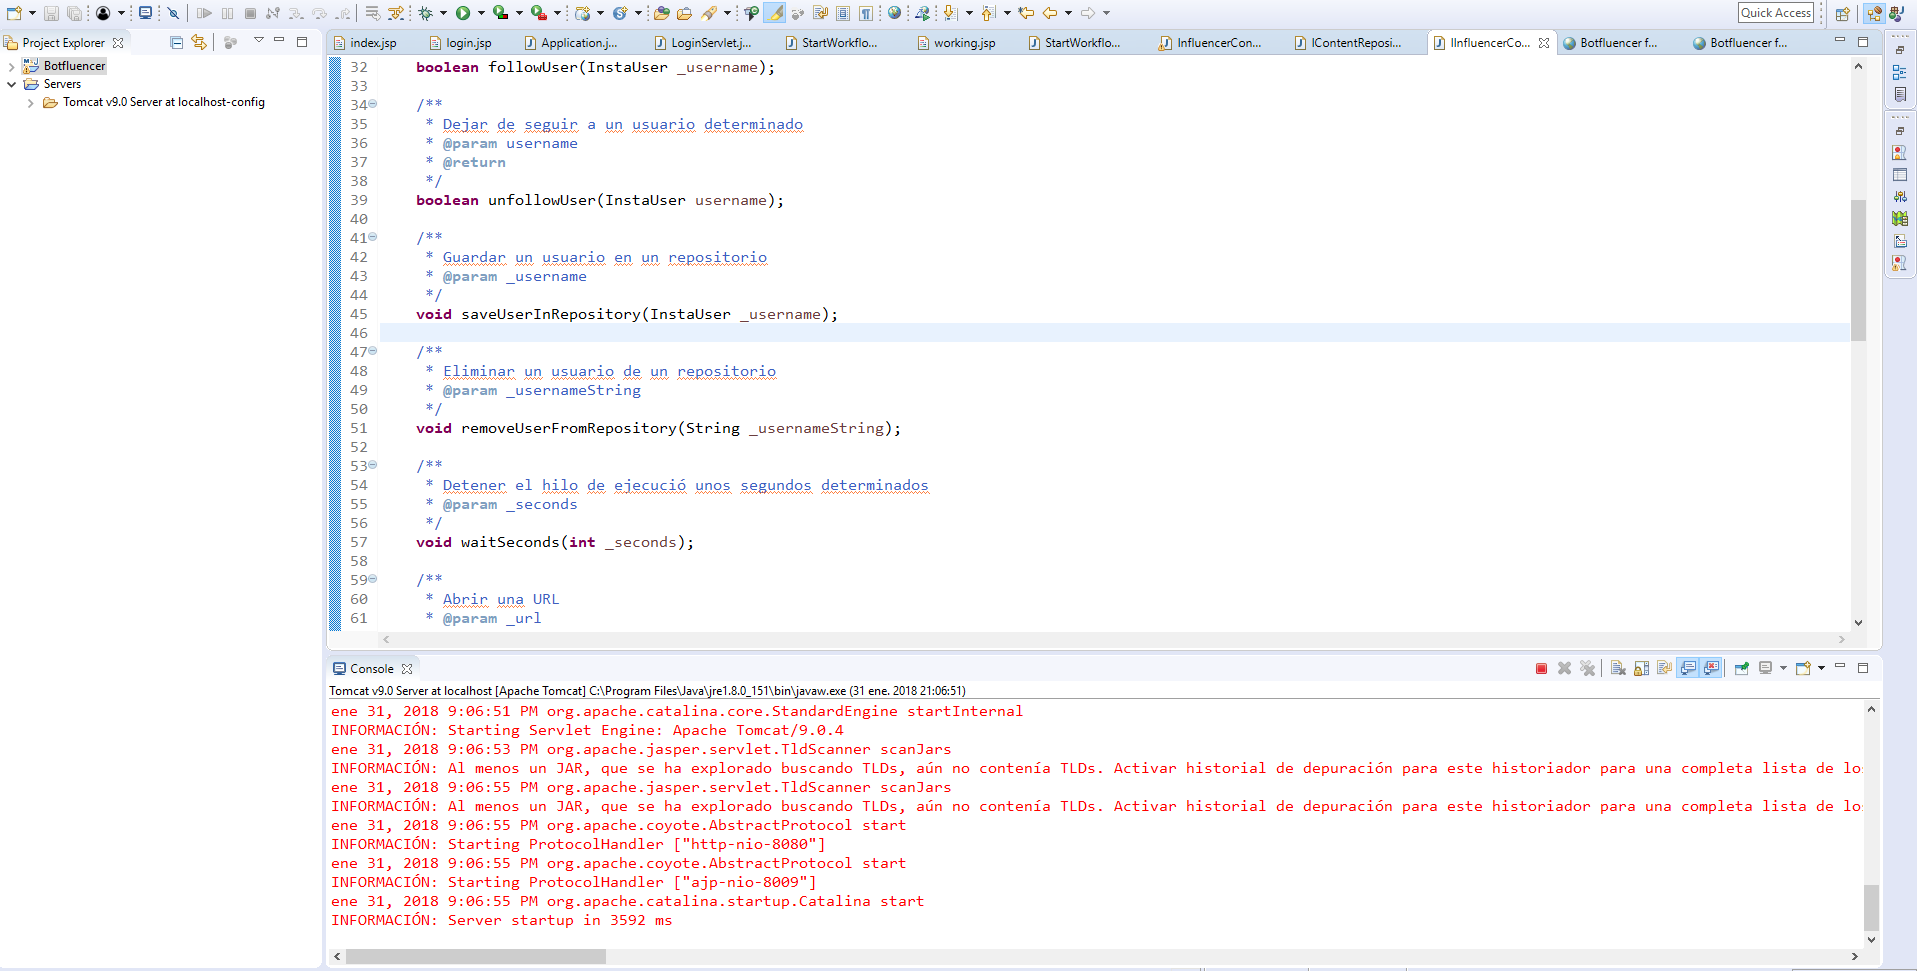 Quick Access
Project Explorer
Botfluencer
Servers
Tomcat v9.0 Server at localhost-config
index.jsp
login.jsp
Application.j...
LoginServlet.j...
StartWorkflo...
working.jsp
StartWorkflo...
InfluencerCon...
IContentReposi...
IInfluencerCo...
Botfluencer f...
Botfluencer f...
32 boolean followUser(InstaUser _username);
33
34 /**
35 * Dejar de seguir a un usuario determinado
36 * @param username
37 * @return
38 */
39 boolean unfollowUser(InstaUser username);
40
41 /**
42 * Guardar un usuario en un repositorio
43 * @param _username
44 */
45 void saveUserInRepository(InstaUser _username);
46
47 /**
48 * Eliminar un usuario de un repositorio
49 * @param _usernameString
50 */
51 void removeUserFromRepository(String _usernameString);
52
53 /**
54 * Detener el hilo de ejecució unos segundos determinados
55 * @param _seconds
56 */
57 void waitSeconds(int _seconds);
58
59 /**
60 * Abrir una URL
61 * @param _url
Console
Tomcat v9.0 Server at localhost [Apache Tomcat] C:\Program Files\Java\jre1.8.0_151\bin\javaw.exe (31 ene. 2018 21:06:51)
ene 31, 2018 9:06:51 PM org.apache.catalina.core.StandardEngine startInternal
INFORMACIÓN: Starting Servlet Engine: Apache Tomcat/9.0.4
ene 31, 2018 9:06:53 PM org.apache.jasper.servlet.TldScanner scanJars
INFORMACIÓN: Al menos un JAR, que se ha explorado buscando TLDs, aún no contenía TLDs. Activar historial de depuración para este historiador para una completa lista de lo
ene 31, 2018 9:06:55 PM org.apache.jasper.servlet.TldScanner scanJars
INFORMACIÓN: Al menos un JAR, que se ha explorado buscando TLDs, aún no contenía TLDs. Activar historial de depuración para este historiador para una completa lista de lo
ene 31, 2018 9:06:55 PM org.apache.coyote.AbstractProtocol start
INFORMACIÓN: Starting ProtocolHandler ["http-nio-8080"]
ene 31, 2018 9:06:55 PM org.apache.coyote.AbstractProtocol start
INFORMACIÓN: Starting ProtocolHandler ["ajp-nio-8009"]
ene 31, 2018 9:06:55 PM org.apache.catalina.startup.Catalina start
INFORMACIÓN: Server startup in 3592 ms